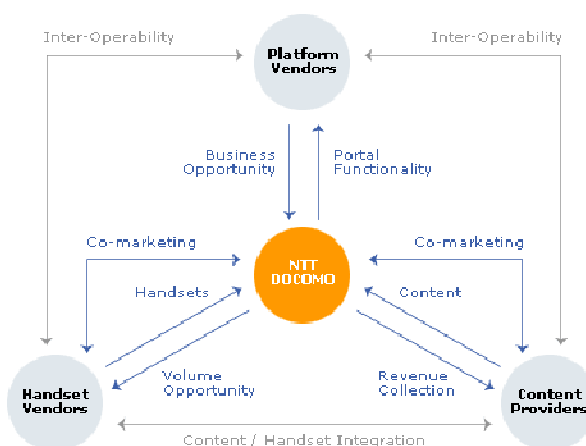 Inter-Operability
Inter-Operability
Platform
Vendors
Business
Opportunity
Portal
Functionality
Co-marketing
Co-marketing
NTT
DOCOMO
Handsets
Content
Volume
Opportunity
Revenue
Collection
Handset
Vendors
Content
Providers
Content / Handset Integration